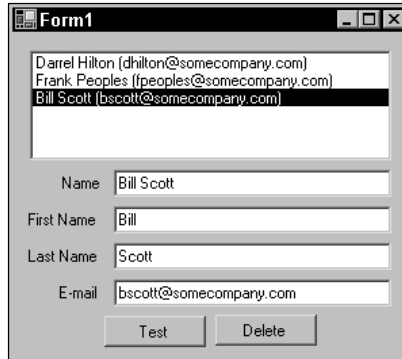 Form1
Darrel Hilton (dhilton@somecompany.com)
Frank Peoples (fpeoples@somecompany.com)
Bill Scott (bscott@somecompany.com)
Name Bill Scott
First Name Bill
Last Name Scott
E-mail bscott@somecompany.com
Test Delete